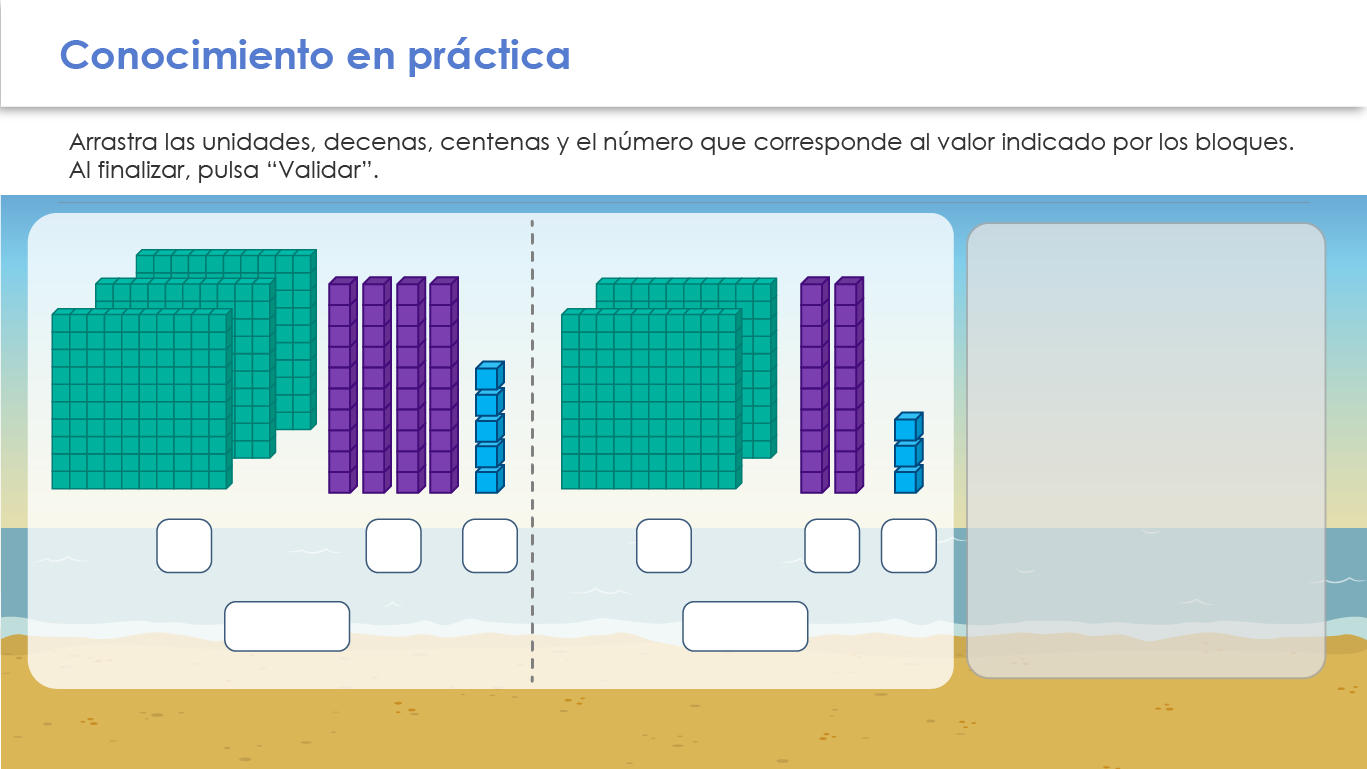 Conocimiento en práctica
Arrastra las unidades, decenas, centenas y el número que corresponde al valor indicado por los bloques.
Al finalizar, pulsa “Validar”.